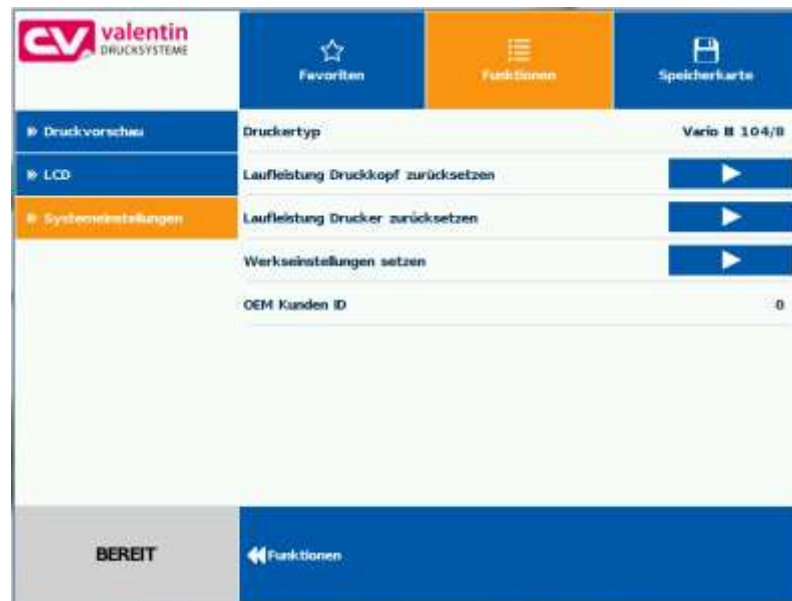 CV valentin
DRUCKSYSTEME
Favoriten
Funktionen
Speicherkarte
Druckvorschau
LCD
Systemeinstellungen
Druckertyp
Vario III 104/8
Laufleistung Druckkopf zurücksetzen
Laufleistung Drucker zurücksetzen
Werkseinstellungen setzen
OEM Kunden ID
0
BEREIT
Funktionen